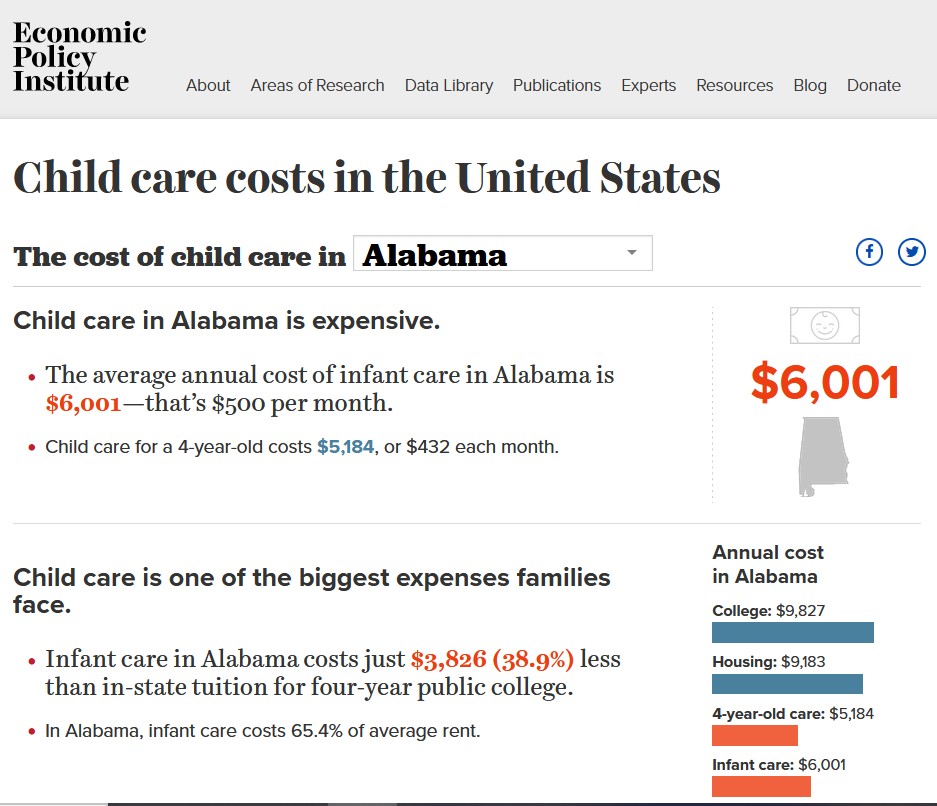 Economic
Policy
Institute
About Areas of Research Data Library Publications Experts Resources Blog Donate
Child care costs in the United States
The cost of child care in Alabama
Child care in Alabama is expensive.
• The average annual cost of infant care in Alabama is
$6,001—that’s $500 per month.
• Child care for a 4-year-old costs $5,184, or $432 each month.
$6,001
Child care is one of the biggest expenses families
face.
• Infant care in Alabama costs just $3,826 (38.9%) less
than in-state tuition for four-year public college.
• In Alabama, infant care costs 65.4% of average rent.
Annual cost
in Alabama
College: $9,827
Housing: $9,183
4-year-old care: $5,184
Infant care: $6,001